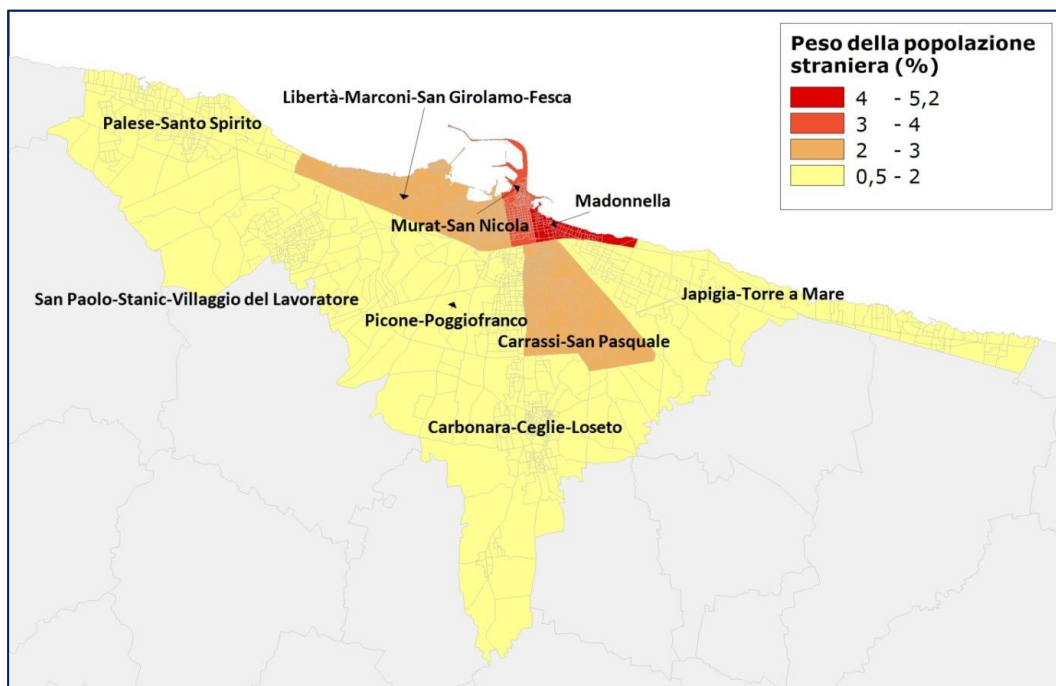 Peso della popolazione
straniera (%)
4 - 5,2
3 - 4
2 - 3
0,5 - 2
Libertà-Marconi-San Girolamo-Fesca
Palese-Santo Spirito
Madonnella
Murat-San Nicola
San Paolo-Stanic-Villaggio del Lavoratore
Japigia-Torre a Mare
Picone-Poggiofranco
Carrassi-San Pasquale
Carbonara-Ceglie-Loseto